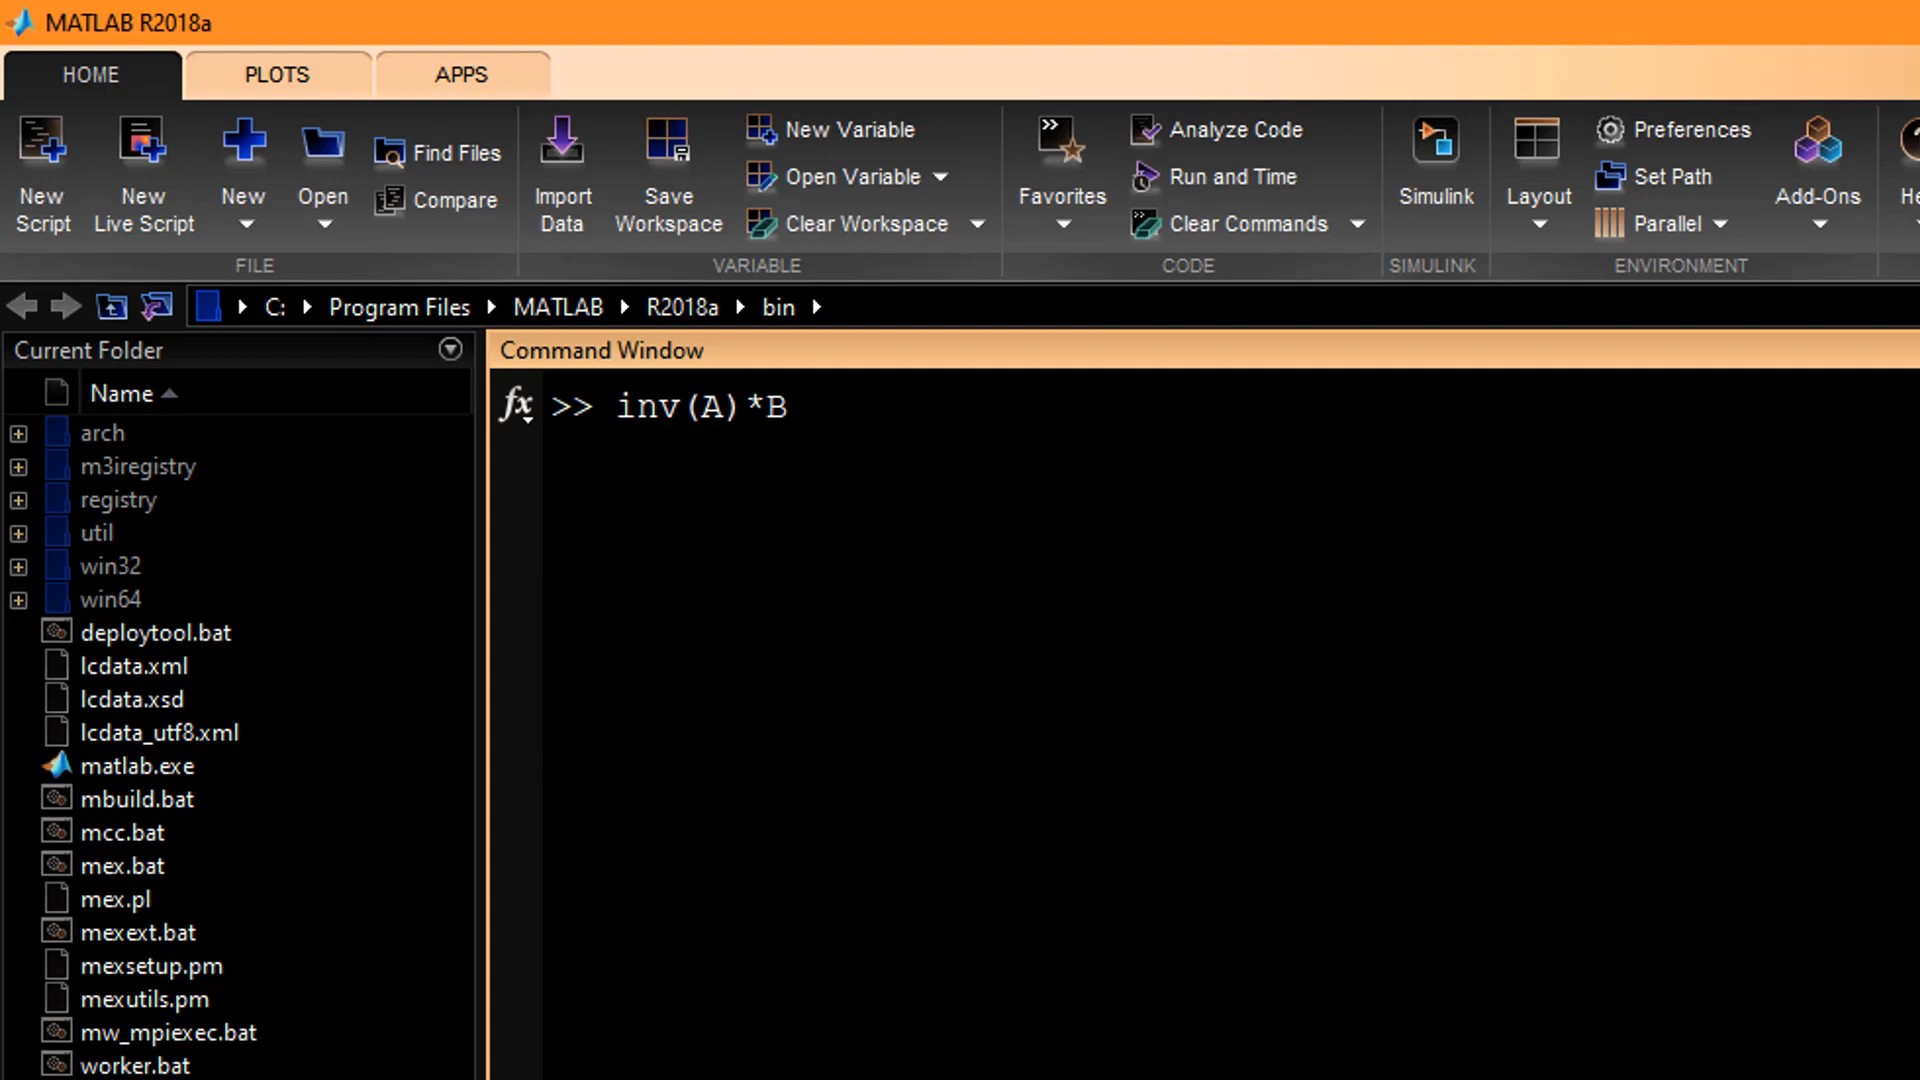 MATLAB R2018a
HOME
PLOTS
APPS
New
Script
New
Live Script
New
Open
Find Files
Compare
FILE
Import
Data
Save
Workspace
New Variable
Open Variable
Clear Workspace
VARIABLE
Favorites
Analyze Code
Run and Time
Clear Commands
CODE
Simulink
SIMULINK
Layout
Preferences
Set Path
Parallel
ENVIRONMENT
Add-Ons
C:
Program Files
MATLAB
R2018a
bin
Current Folder
Name
arch
m3iregistry
registry
util
win32
win64
deploytool.bat
lcdata.xml
lcdata.xsd
lcdata_utf8.xml
matlab.exe
mbuild.bat
mcc.bat
mex.bat
mex.pl
mexext.bat
mexsetup.pm
mexutils.pm
mw_mpiexec.bat
worker.bat
Command Window
fx >> inv(A)*B